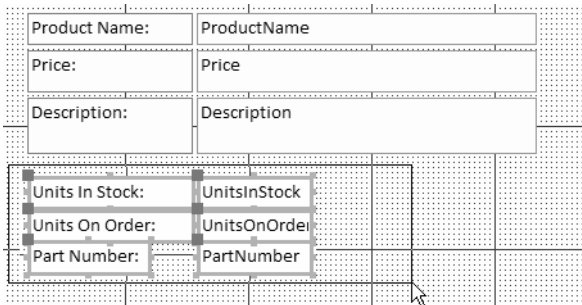 Product Name: ProductName
Price: Price
Description: Description
Units In Stock: UnitsInStock
Units On Order: UnitsOnOrder
Part Number: PartNumber